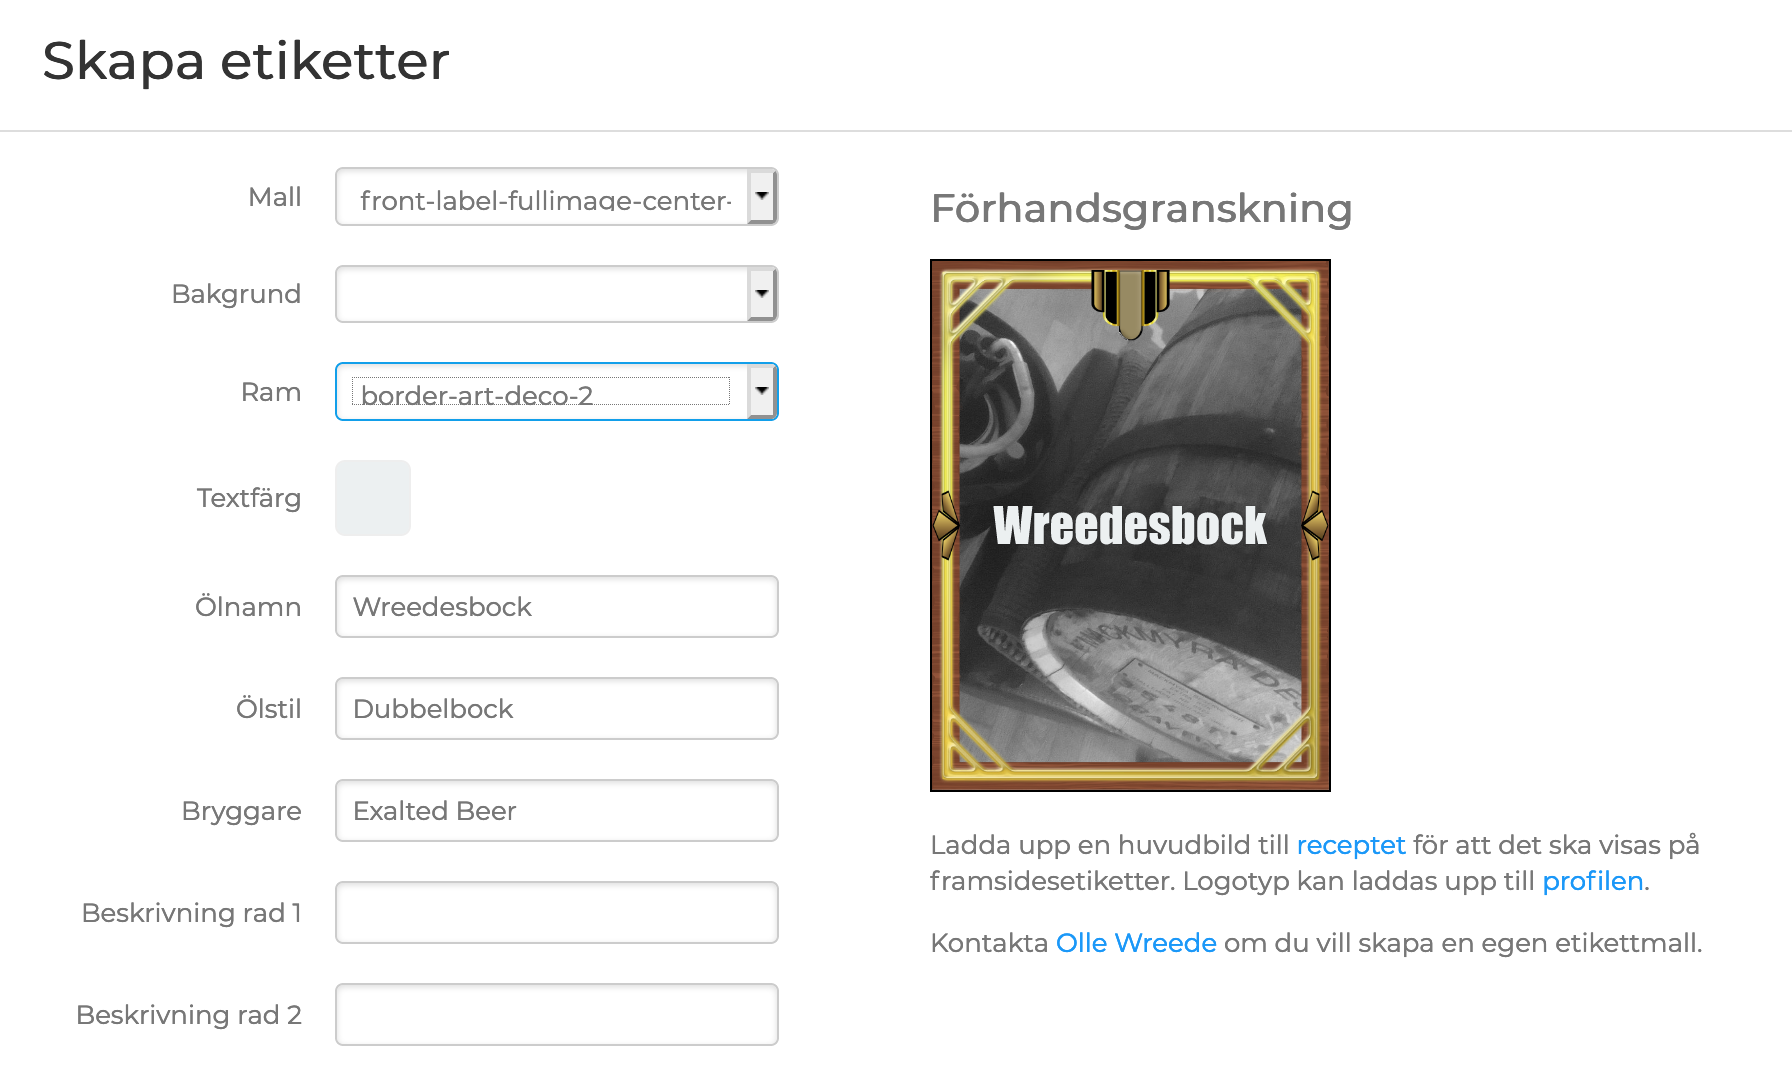 Skapa etiketter
Mall
front-label-fullimage-center-
Bakgrund
Ram
border-art-deco-2
Textfärg
Ölnamn
Wreedesbock
Ölstil
Dubbelbock
Bryggare
Exalted Beer
Beskrivning rad 1
Beskrivning rad 2
Förhandsgranskning
Wreedesbock
MACKMYRA DE
Ladda upp en huvudbild till receptet för att det ska visas på
framsidesetiketter. Logotyp kan laddas upp till profilen.
Kontakta Olle Wreede om du vill skapa en egen etikettmall.